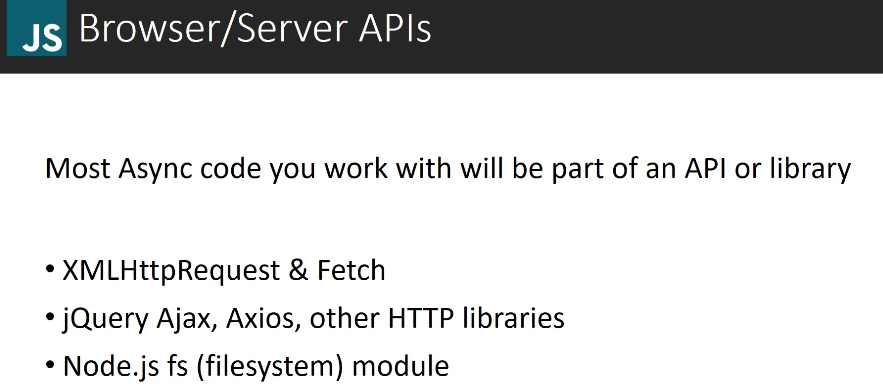 JS Browser/Server APIs
Most Async code you work with will be part of an API or library
• XMLHttpRequest & Fetch
• jQuery Ajax, Axios, other HTTP libraries
• Node.js fs (filesystem) module